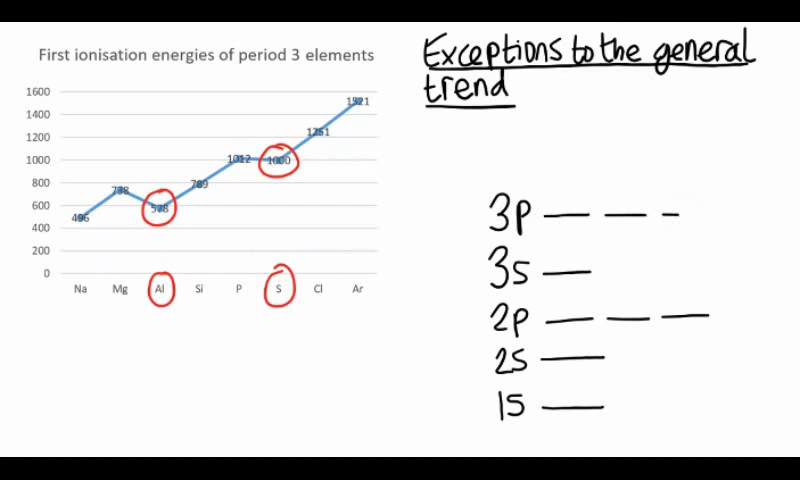 First ionisation energies of period 3 elements
Exceptions to the general
trend
1600
1400
1200
1000
800
600
400
200
0
496
738
578
789
1012
1000
1251
1521
Na Mg Al Si P S Cl Ar
3p
3s
2p
2s
1s